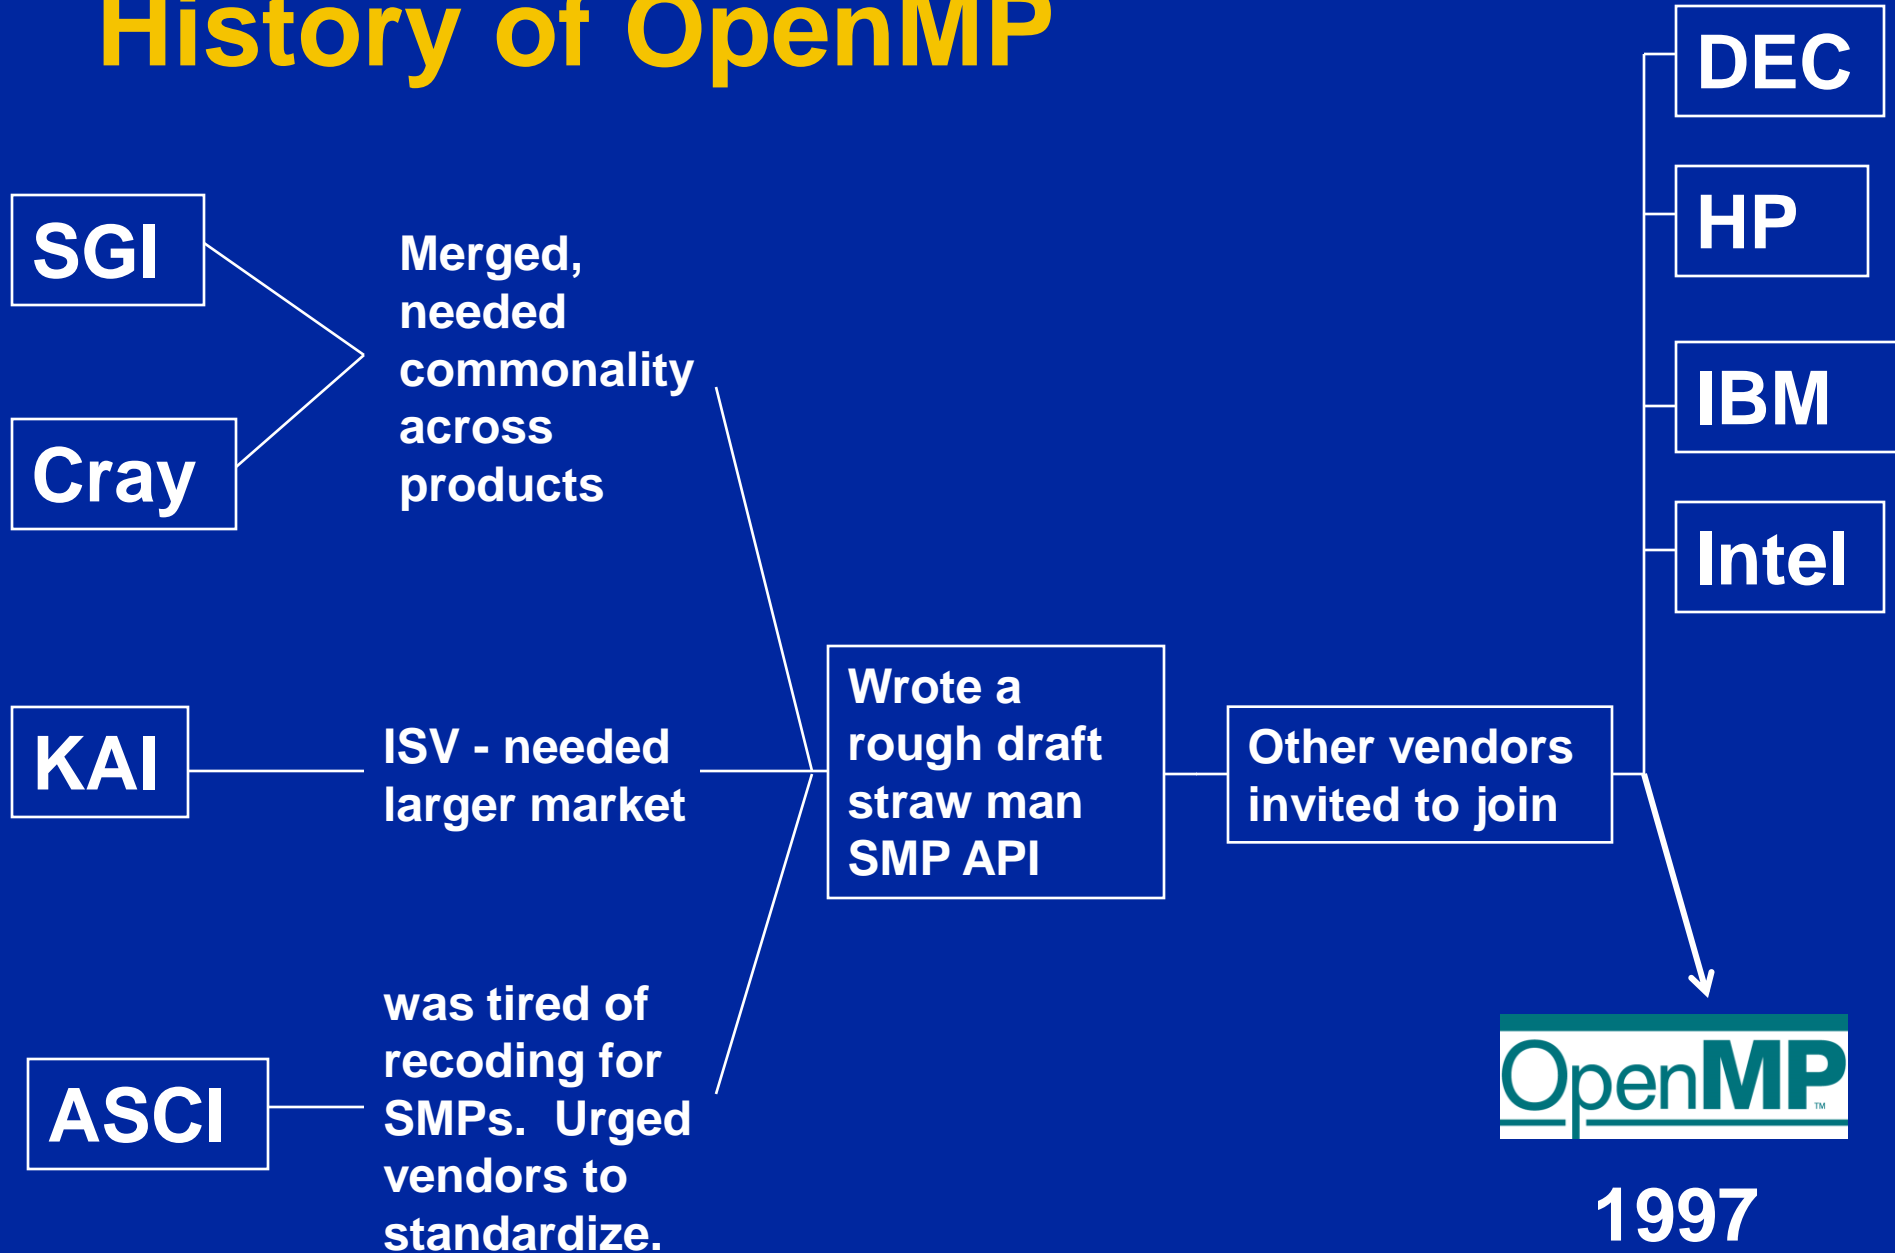 History of OpenMP
SGI
Cray
Merged,
needed
commonality
across
products
KAI
ISV - needed
larger market
ASCI
was tired of
recoding for
SMPs.  Urged
vendors to
standardize.
Wrote a
rough draft
straw man
SMP API
Other vendors
invited to join
DEC
HP
IBM
Intel
OpenMP™
1997